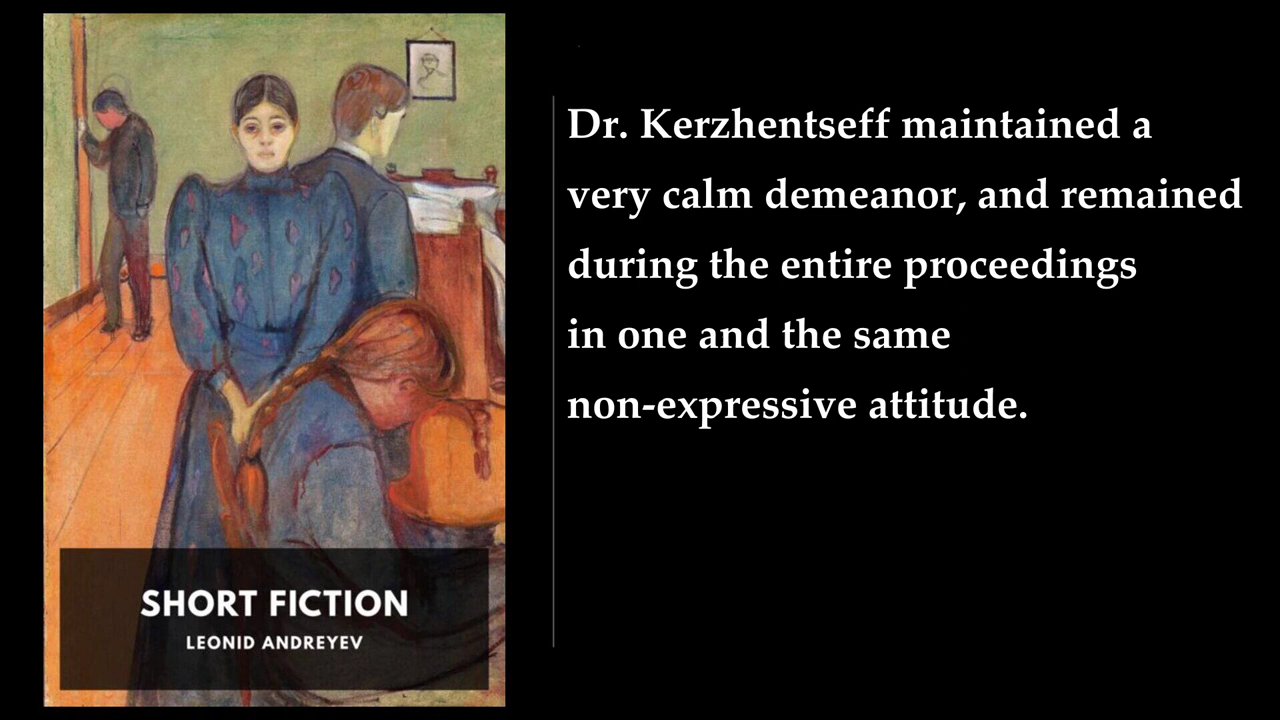 SHORT FICTION
LEONID ANDREYEV
Dr. Kerzhentseff maintained a
very calm demeanor, and remained
during the entire proceedings
in one and the same
non-expressive attitude.